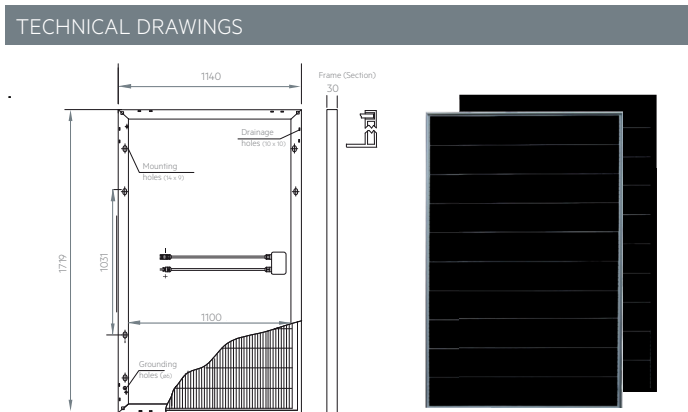 TECHNICAL DRAWINGS
1140
Frame (Section)
30
Drainage
holes (10 x 10)
Mounting
holes (14 x 9)
1719
1031
-
+
1100
Grounding
holes (ø6)